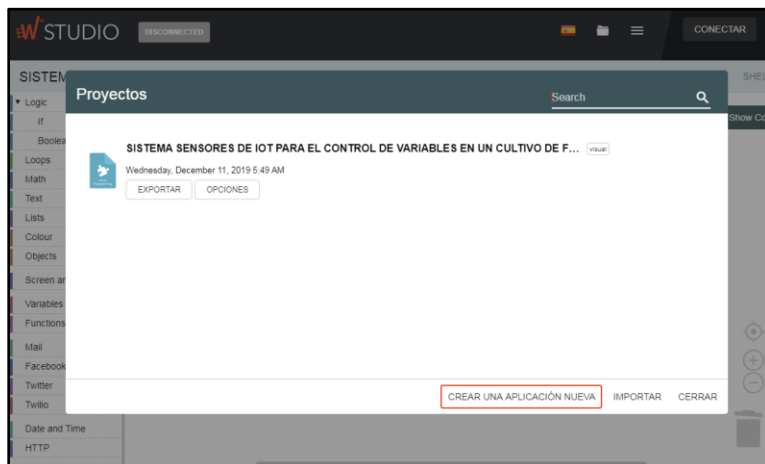 W STUDIO DISCONNECTED CONECTAR
SISTEM SHEL
Proyectos Search
Logic
If
Boolea
Show Co
SISTEMA SENSORES DE IOT PARA EL CONTROL DE VARIABLES EN UN CULTIVO DE F... visual
Wednesday, December 11, 2019 5:49 AM
EXPORTAR OPCIONES
Loops
Math
Text
Lists
Colour
Objects
Screen an
Variables
Functions
Mail
Facebook
Twitter
Twilio
CREAR UNA APLICACIÓN NUEVA IMPORTAR CERRAR
Date and Time
HTTP